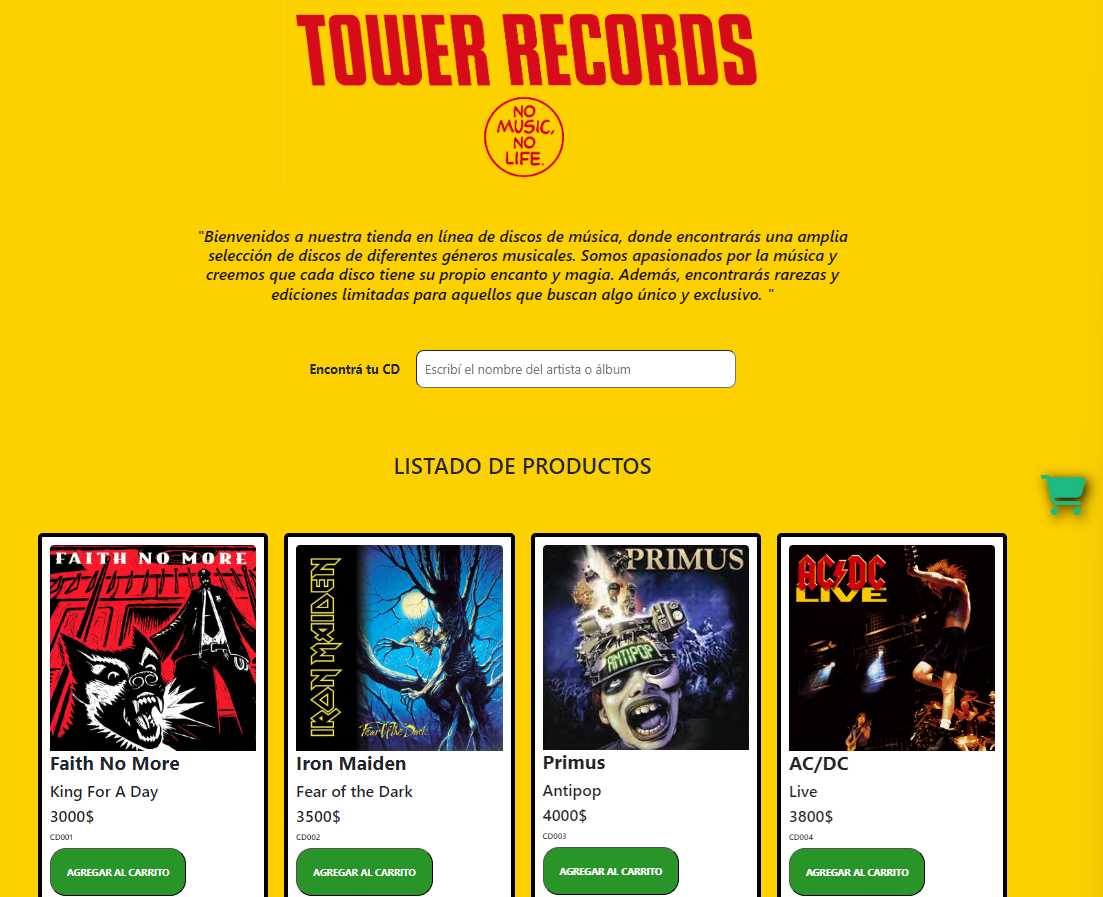 TOWER RECORDS
NO
MUSIC,
NO
LIFE.
"Bienvenidos a nuestra tienda en línea de discos de música, donde encontrarás una amplia
selección de discos de diferentes géneros musicales. Somos apasionados por la música y
creemos que cada disco tiene su propio encanto y magia. Además, encontrarás rarezas y
ediciones limitadas para aquellos que buscan algo único y exclusivo. "
Encontrá tu CD
Escribí el nombre del artista o álbum
LISTADO DE PRODUCTOS
FAITH NO MORE
Faith No More
King For A Day
3000$
CD001
AGREGAR AL CARRITO
IRON MAIDEN
Fear Of The Dark
Iron Maiden
Fear of the Dark
3500$
CD002
AGREGAR AL CARRITO
PRIMUS
ANTIPOP
Primus
Antipop
4000$
CD003
AGREGAR AL CARRITO
AC/DC
LIVE
AC/DC
Live
3800$
CD004
AGREGAR AL CARRITO